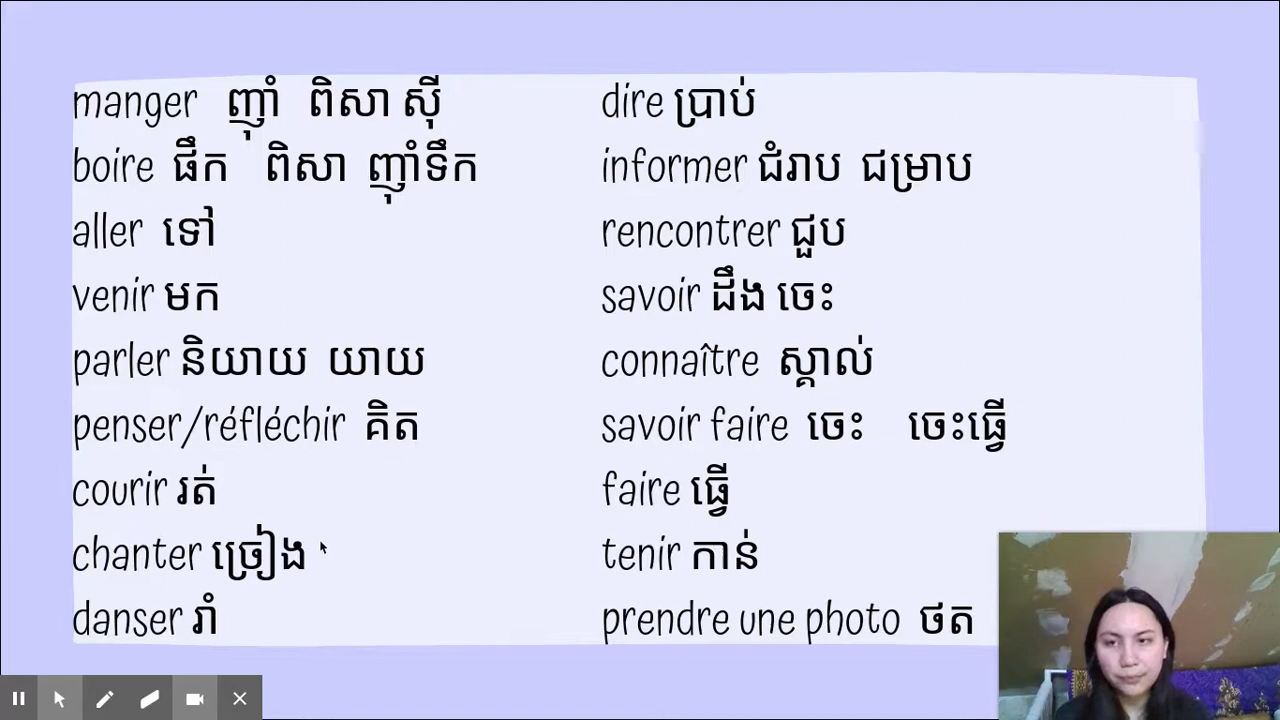 manger ញ៉ាំ ពិសា ស៊ី
boire ផឹក ពិសា ញ៉ាំទឹក
aller ទៅ
venir មក
parler និយាយ យាយ
penser/réfléchir គិត
courir រត់
chanter ច្រៀង
danser រាំ
dire ប្រាប់
informer ជំរាប ជម្រាប
rencontrer ជួប
savoir ដឹង ចេះ
connaître ស្គាល់
savoir faire ចេះ ចេះធ្វើ
faire ធ្វើ
tenir កាន់
prendre une photo ថត